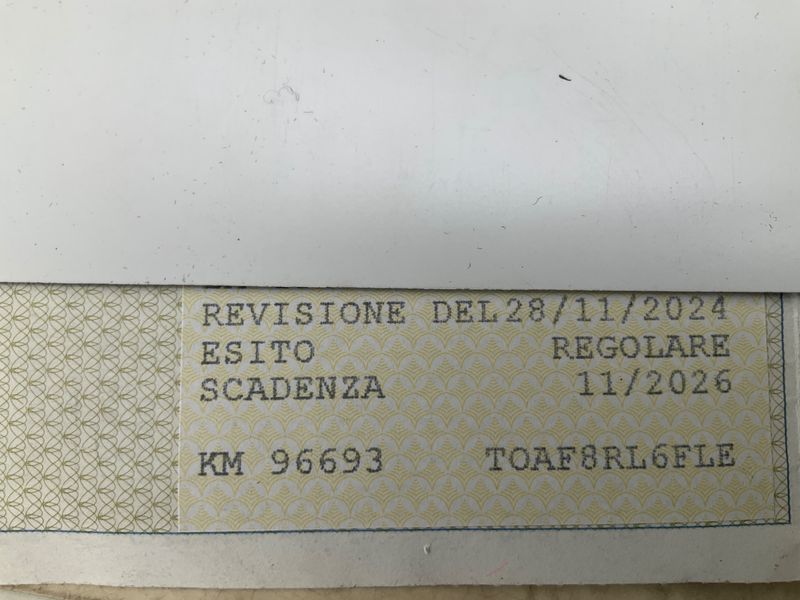 REVISIONE DEL28/11/2024
ESITO REGOLARE
SCADENZA 11/2026
KM 96693 TOAF8RL6FLE